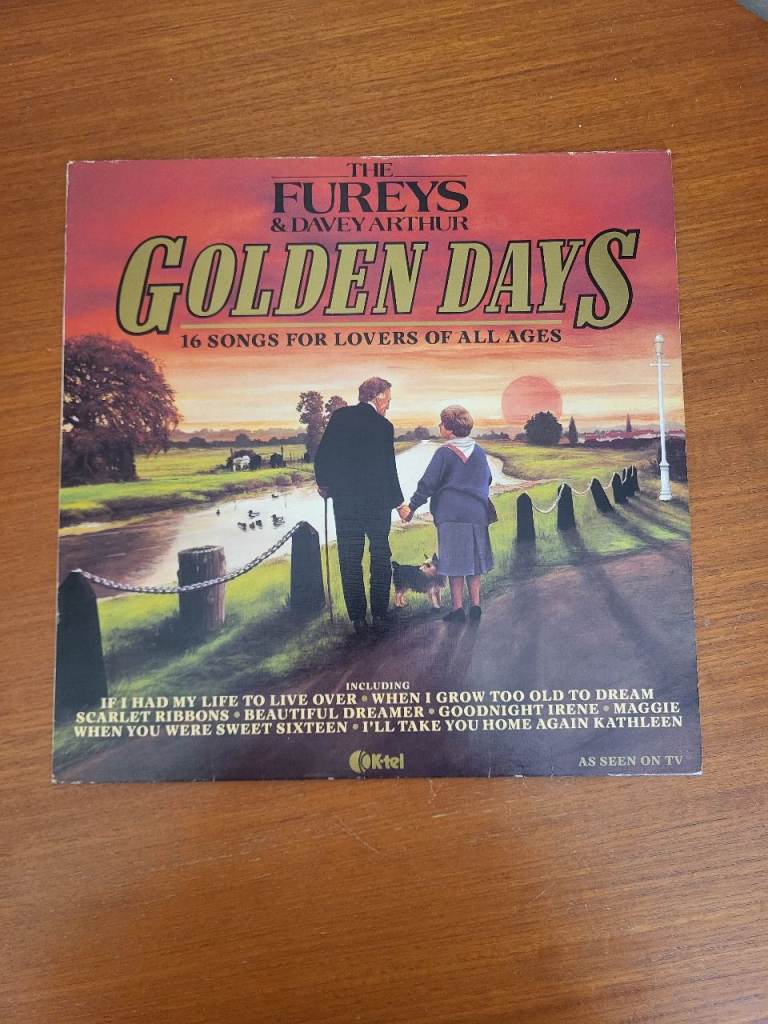 THE
FUREYS
& DAVEY ARTHUR
GOLDEN DAYS
16 SONGS FOR LOVERS OF ALL AGES
INCLUDING
IF I HAD MY LIFE TO LIVE OVER • WHEN I GROW TOO OLD TO DREAM
SCARLET RIBBONS • BEAUTIFUL DREAMER • GOODNIGHT IRENE • MAGGIE
WHEN YOU WERE SWEET SIXTEEN • I'LL TAKE YOU HOME AGAIN KATHLEEN
K-tel
AS SEEN ON TV